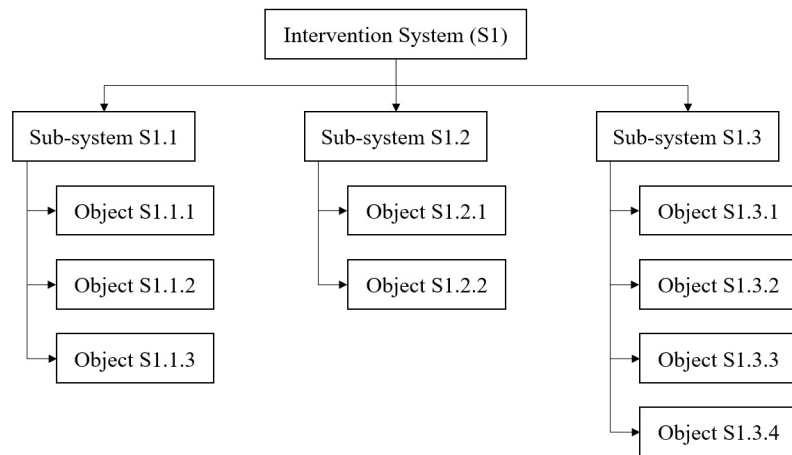 Intervention System (S1)
Sub-system S1.1
Sub-system S1.2
Sub-system S1.3
Object S1.1.1
Object S1.2.1
Object S1.3.1
Object S1.1.2
Object S1.2.2
Object S1.3.2
Object S1.1.3
Object S1.3.3
Object S1.3.4